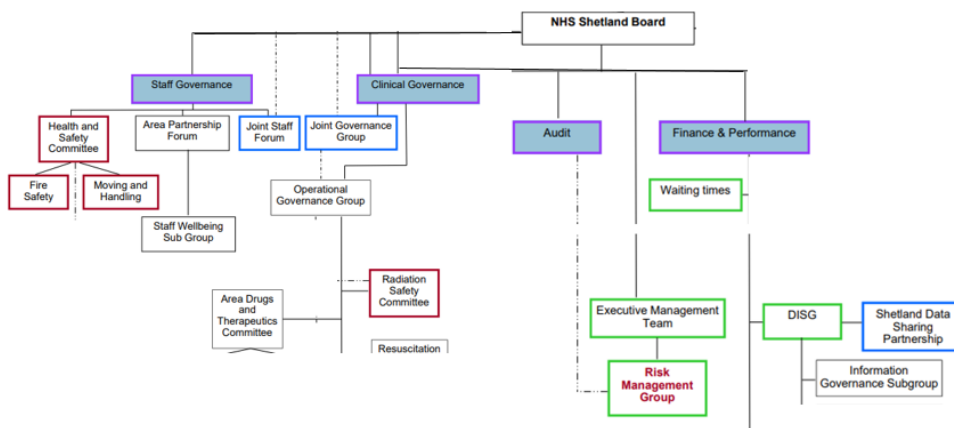 NHS Shetland Board
Staff Governance
Clinical Governance
Health and
Safety
Committee
Area Partnership
Forum
Joint Staff
Forum
Joint Governance
Group
Audit
Finance & Performance
Fire
Safety
Moving and
Handling
Operational
Governance Group
Waiting times
Staff Wellbeing
Sub Group
Radiation
Safety
Committee
Area Drugs
and
Therapeutics
Committee
Resuscitation
Executive Management
Team
DISG
Shetland Data
Sharing
Partnership
Risk
Management
Group
Information
Governance Subgroup